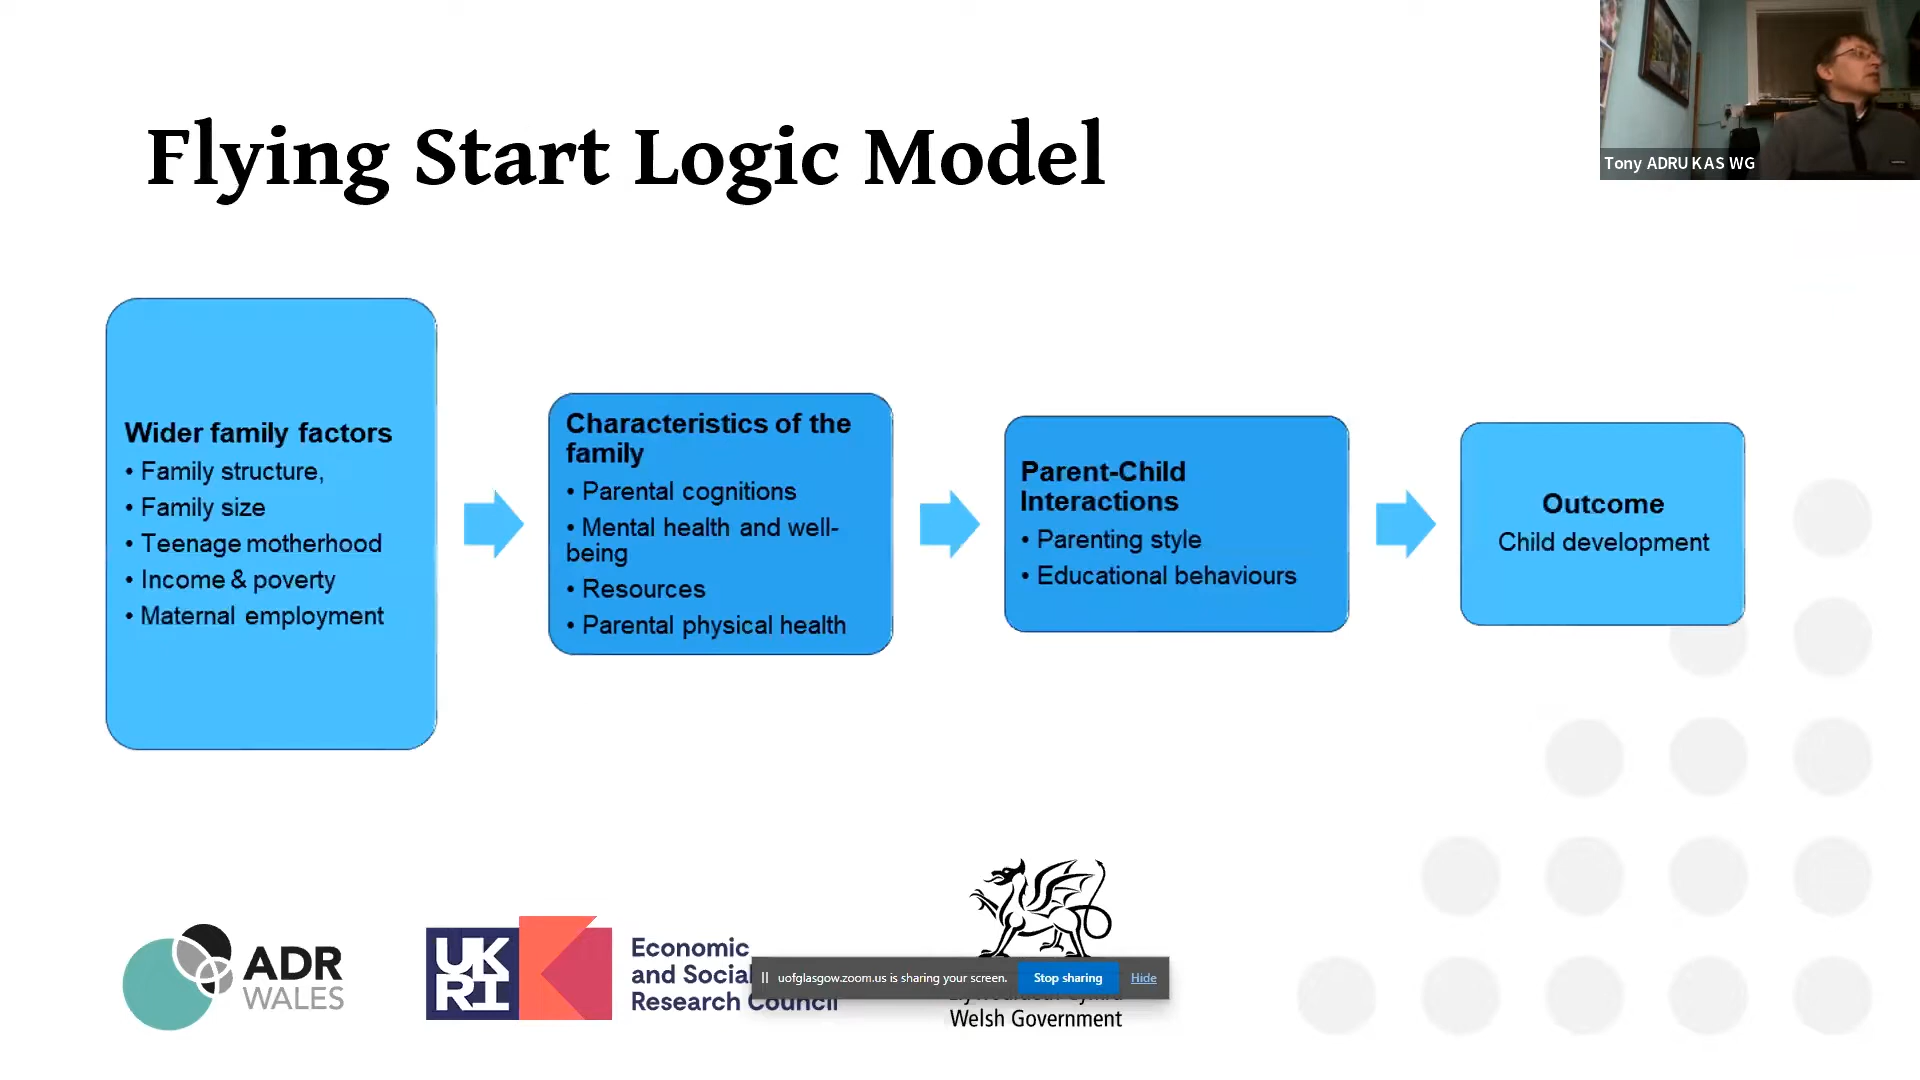 Flying Start Logic Model
Tony ADRU KAS WG
Wider family factors
• Family structure,
• Family size
• Teenage motherhood
• Income & poverty
• Maternal employment
Characteristics of the
family
• Parental cognitions
• Mental health and well-
being
• Resources
• Parental physical health
Parent-Child
Interactions
• Parenting style
• Educational behaviours
Outcome
Child development
ADR
WALES
UK
RI
Economic
and Social
Research Council
uofglasgow.zoom.us is sharing your screen.
Stop sharing
Hide
Welsh Government